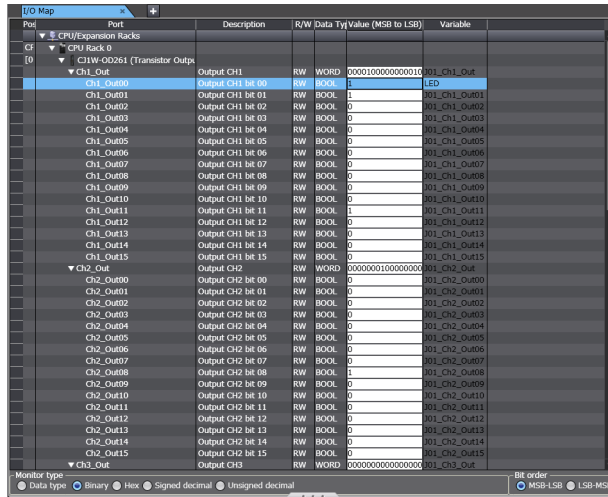 I/O Map × +
Pos Port Description R/W Data Ty Value (MSB to LSB) Variable
▼ CPU/Expansion Racks
CF ▼ CPU Rack 0
[0 ▼ CJ1W-OD261 (Transistor Outpu
▼Ch1_Out Output CH1 RW WORD 0000100000000010 J01_Ch1_Out
Ch1_Out00 Output CH1 bit 00 RW BOOL 1 LED
Ch1_Out01 Output CH1 bit 01 RW BOOL 1 J01_Ch1_Out01
Ch1_Out02 Output CH1 bit 02 RW BOOL 0 J01_Ch1_Out02
Ch1_Out03 Output CH1 bit 03 RW BOOL 0 J01_Ch1_Out03
Ch1_Out04 Output CH1 bit 04 RW BOOL 0 J01_Ch1_Out04
Ch1_Out05 Output CH1 bit 05 RW BOOL 0 J01_Ch1_Out05
Ch1_Out06 Output CH1 bit 06 RW BOOL 0 J01_Ch1_Out06
Ch1_Out07 Output CH1 bit 07 RW BOOL 0 J01_Ch1_Out07
Ch1_Out08 Output CH1 bit 08 RW BOOL 0 J01_Ch1_Out08
Ch1_Out09 Output CH1 bit 09 RW BOOL 0 J01_Ch1_Out09
Ch1_Out10 Output CH1 bit 10 RW BOOL 0 J01_Ch1_Out10
Ch1_Out11 Output CH1 bit 11 RW BOOL 1 J01_Ch1_Out11
Ch1_Out12 Output CH1 bit 12 RW BOOL 0 J01_Ch1_Out12
Ch1_Out13 Output CH1 bit 13 RW BOOL 0 J01_Ch1_Out13
Ch1_Out14 Output CH1 bit 14 RW BOOL 0 J01_Ch1_Out14
Ch1_Out15 Output CH1 bit 15 RW BOOL 0 J01_Ch1_Out15
▼Ch2_Out Output CH2 RW WORD 0000000100000000 J01_Ch2_Out
Ch2_Out00 Output CH2 bit 00 RW BOOL 0 J01_Ch2_Out00
Ch2_Out01 Output CH2 bit 01 RW BOOL 0 J01_Ch2_Out01
Ch2_Out02 Output CH2 bit 02 RW BOOL 0 J01_Ch2_Out02
Ch2_Out03 Output CH2 bit 03 RW BOOL 0 J01_Ch2_Out03
Ch2_Out04 Output CH2 bit 04 RW BOOL 0 J01_Ch2_Out04
Ch2_Out05 Output CH2 bit 05 RW BOOL 0 J01_Ch2_Out05
Ch2_Out06 Output CH2 bit 06 RW BOOL 0 J01_Ch2_Out06
Ch2_Out07 Output CH2 bit 07 RW BOOL 0 J01_Ch2_Out07
Ch2_Out08 Output CH2 bit 08 RW BOOL 1 J01_Ch2_Out08
Ch2_Out09 Output CH2 bit 09 RW BOOL 0 J01_Ch2_Out09
Ch2_Out10 Output CH2 bit 10 RW BOOL 0 J01_Ch2_Out10
Ch2_Out11 Output CH2 bit 11 RW BOOL 0 J01_Ch2_Out11
Ch2_Out12 Output CH2 bit 12 RW BOOL 0 J01_Ch2_Out12
Ch2_Out13 Output CH2 bit 13 RW BOOL 0 J01_Ch2_Out13
Ch2_Out14 Output CH2 bit 14 RW BOOL 0 J01_Ch2_Out14
Ch2_Out15 Output CH2 bit 15 RW BOOL 0 J01_Ch2_Out15
▼Ch3_Out Output CH3 RW WORD 0000000000000000 J01_Ch3_Out
Monitor type Bit order
Data type Binary Hex Signed decimal Unsigned decimal MSB-LSB LSB-MS